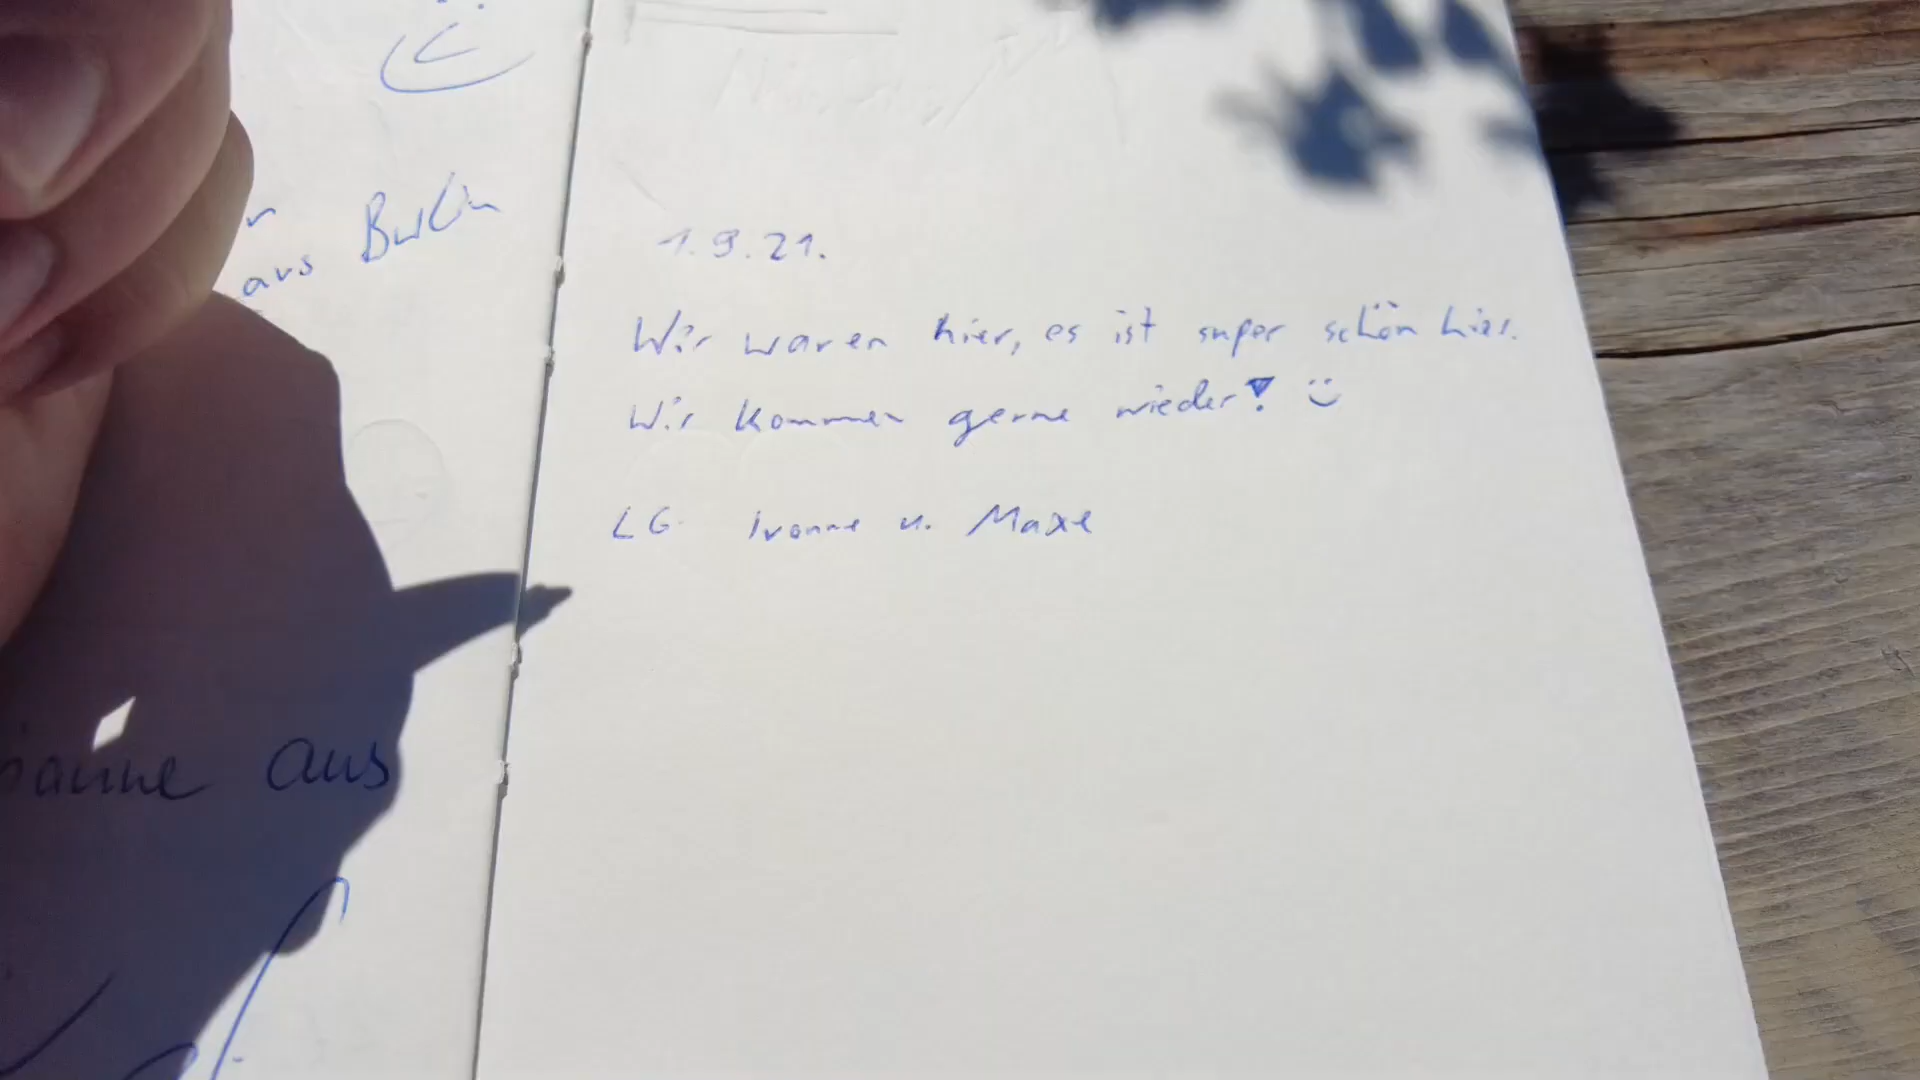 aus
1.9.21.
Wir waren hier, es ist super schön hier.
Wir kommen gerne wieder! :)
LG Ivonne u. Maxe
aus